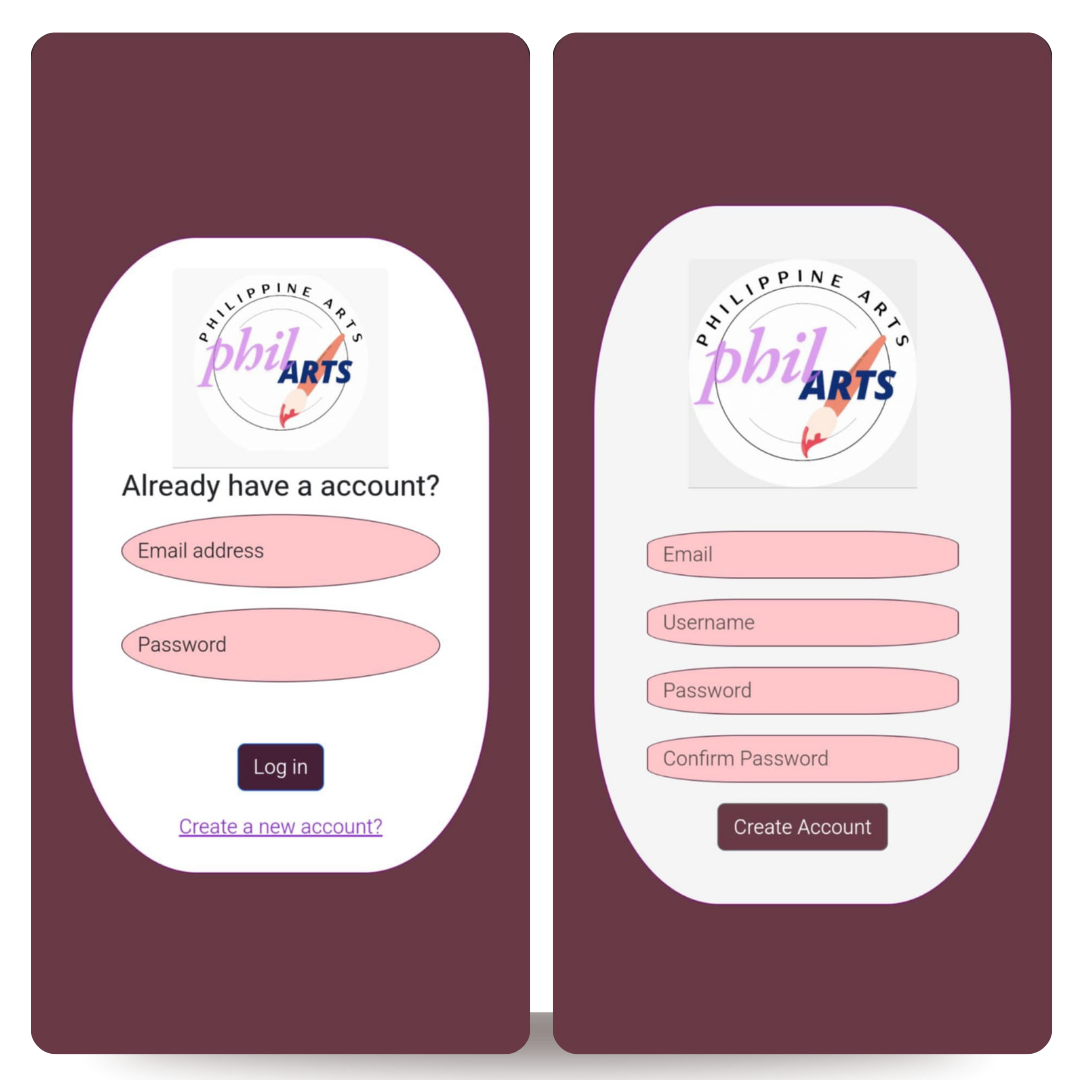 PHILIPPINE ARTS
phil
ARTS
Already have a account?
Email address
Password
Log in
Create a new account?
PHILIPPINE ARTS
phil
ARTS
Email
Username
Password
Confirm Password
Create Account